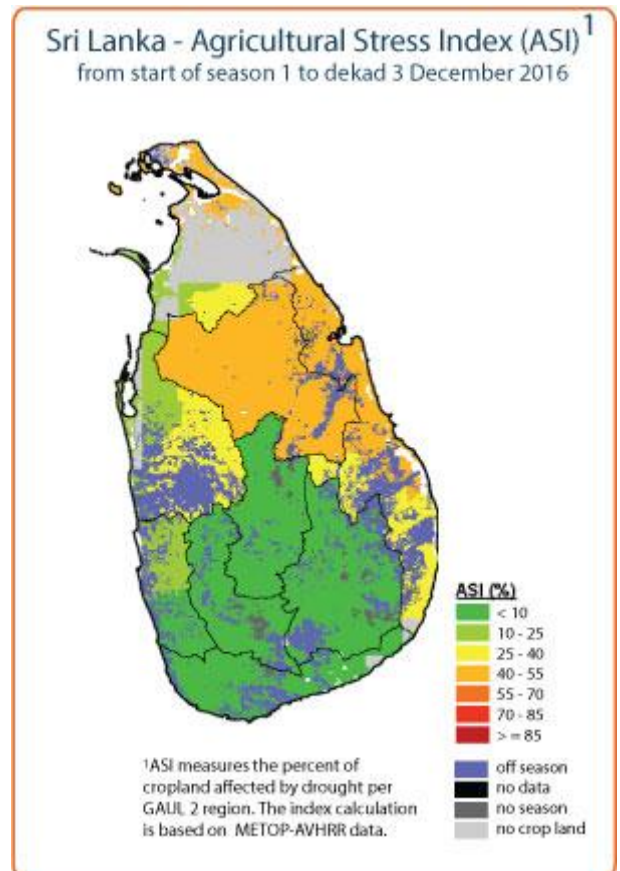 Sri Lanka - Agricultural Stress Index (ASI)1
from start of season 1 to dekad 3 December 2016
ASI (%)
< 10
10 - 25
25 - 40
40 - 55
55 - 70
70 - 85
> = 85
off season
no data
no season
no crop land
1ASI measures the percent of
cropland affected by drought per
GAUL 2 region. The index calculation
is based on METOP-AVHRR data.